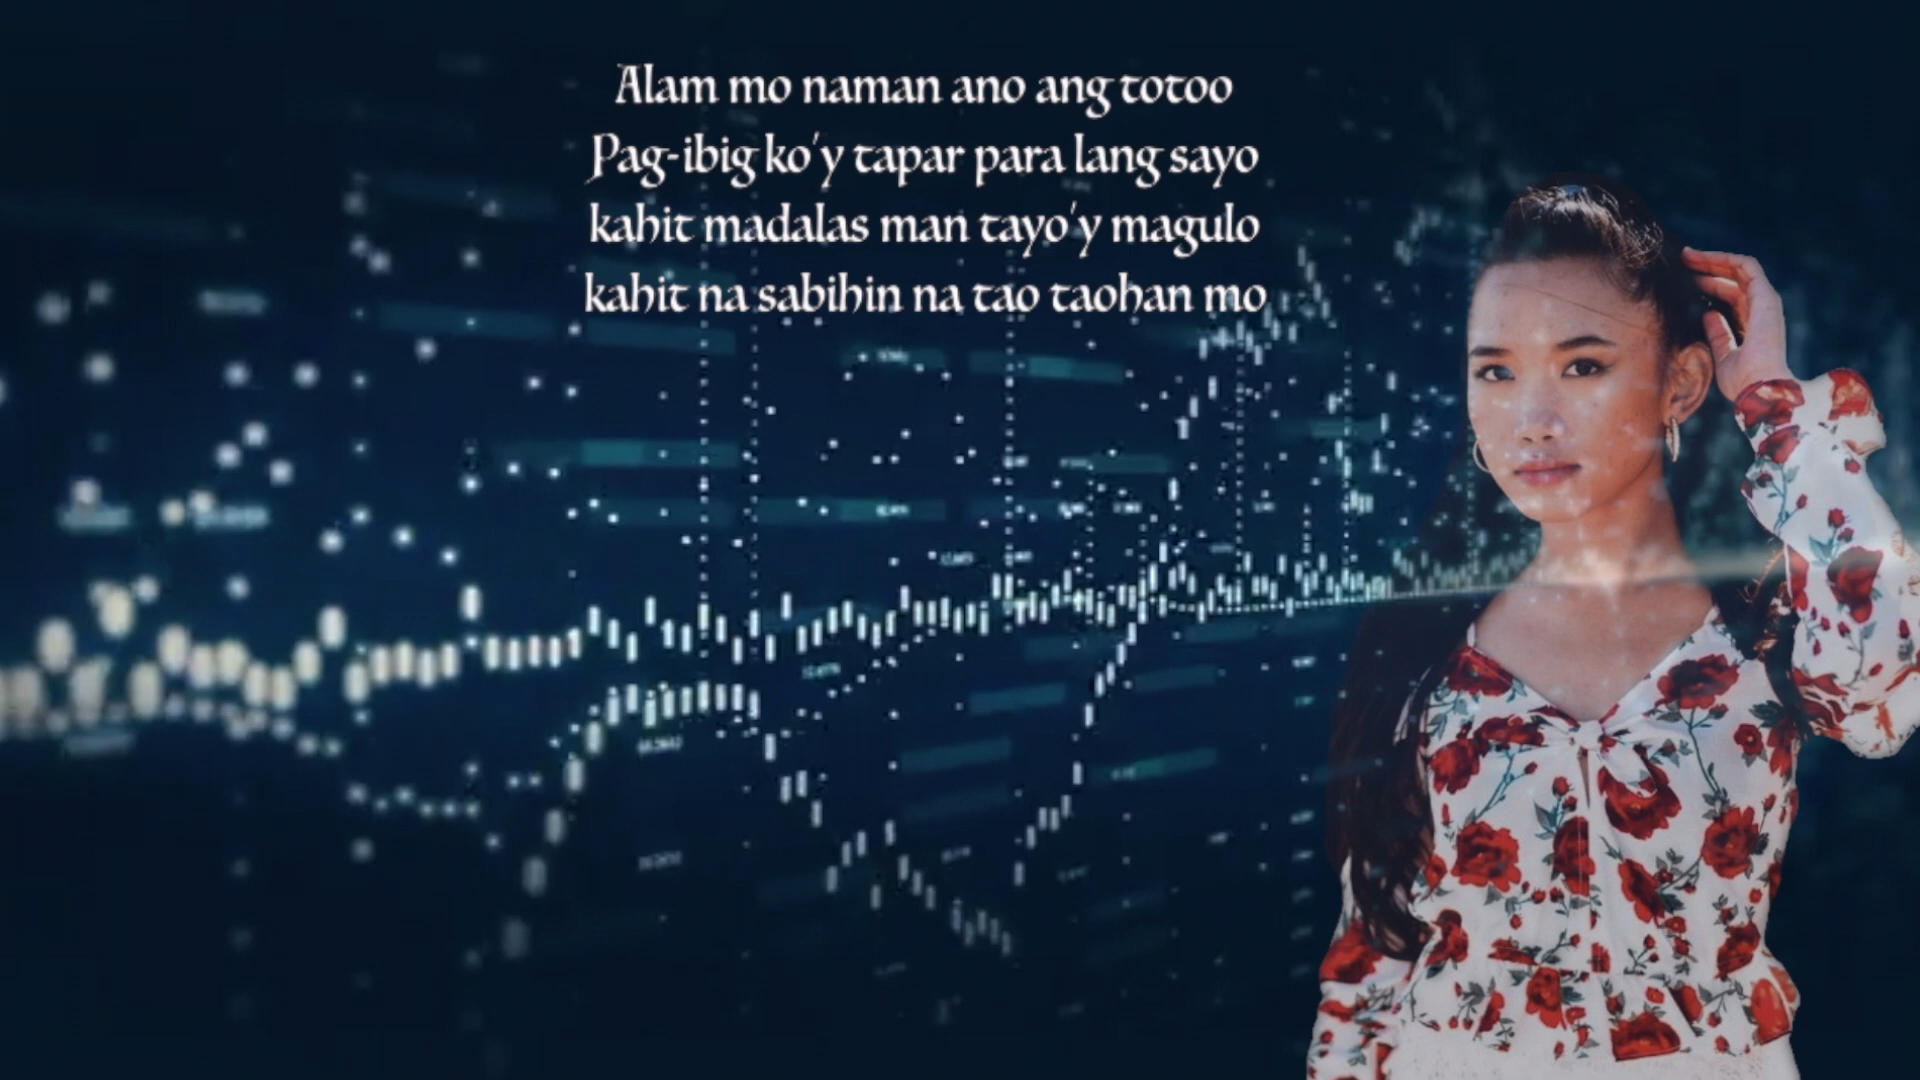 Alam mo naman ano ang totoo
Pag-ibig ko'y tapar para lang sayo
kahit madalas man tayo'y magulo
kahit na sabihin na tao taohan mo